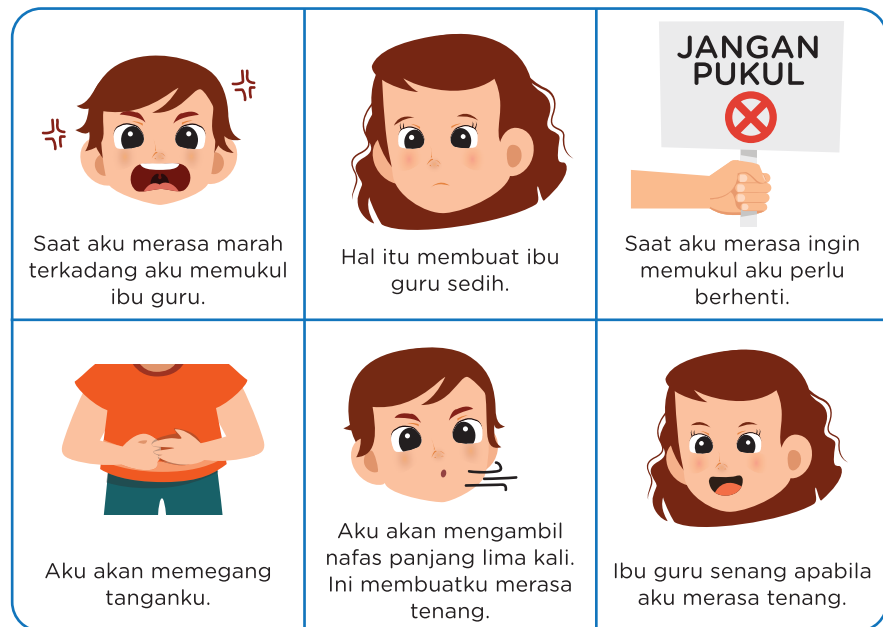 Saat aku merasa marah
terkadang aku memukul
ibu guru.
Hal itu membuat ibu
guru sedih.
JANGAN
PUKUL
Saat aku merasa ingin
memukul aku perlu
berhenti.
Aku akan memegang
tanganku.
Aku akan mengambil
nafas panjang lima kali.
Ini membuatku merasa
tenang.
Ibu guru senang apabila
aku merasa tenang.